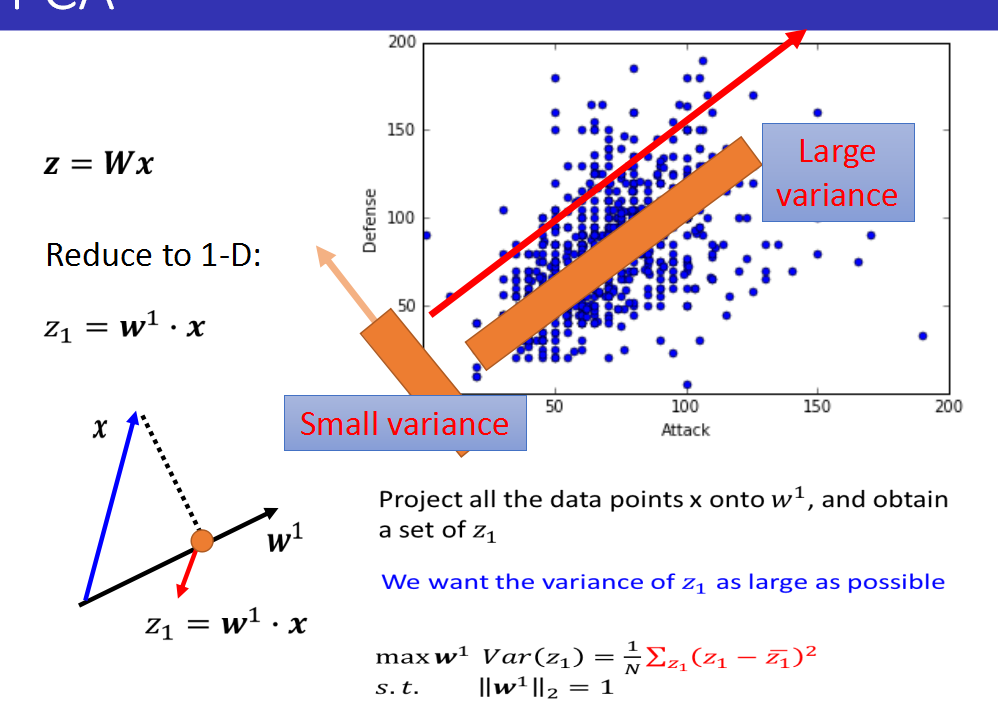 PCA
z = Wx
Reduce to 1-D:
z₁ = w¹ · x
x
w¹
z₁ = w¹ · x
200
150
100
50
Defense
50
100
150
200
Attack
Large
variance
Small variance
Project all the data points x onto w¹, and obtain
a set of z₁
We want the variance of z₁ as large as possible
max w¹ Var(z₁) = 1/N ∑z₁(z₁ − z̄₁)²
s.t. ‖w¹‖₂ = 1